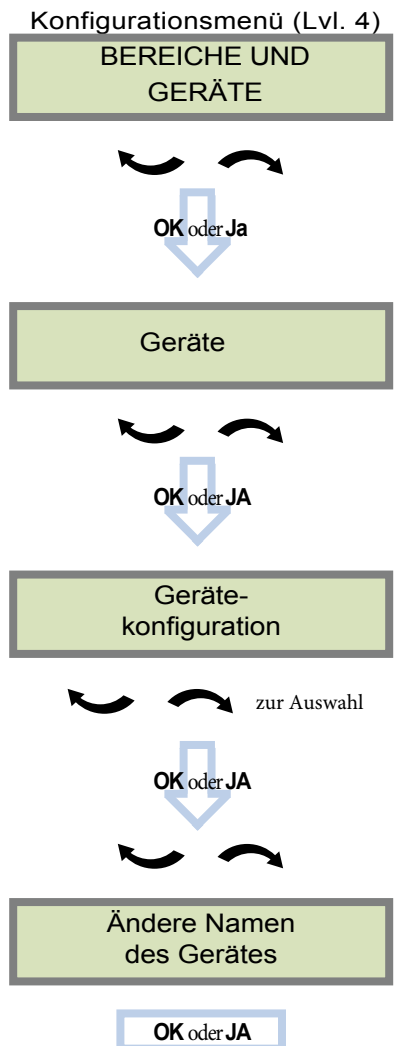 Konfigurationsmenü (Lvl. 4)
BEREICHE UND
GERÄTE
OK oder Ja
Geräte
OK oder JA
Geräte-
konfiguration
zur Auswahl
OK oder JA
Ändere Namen
des Gerätes
OK oder JA